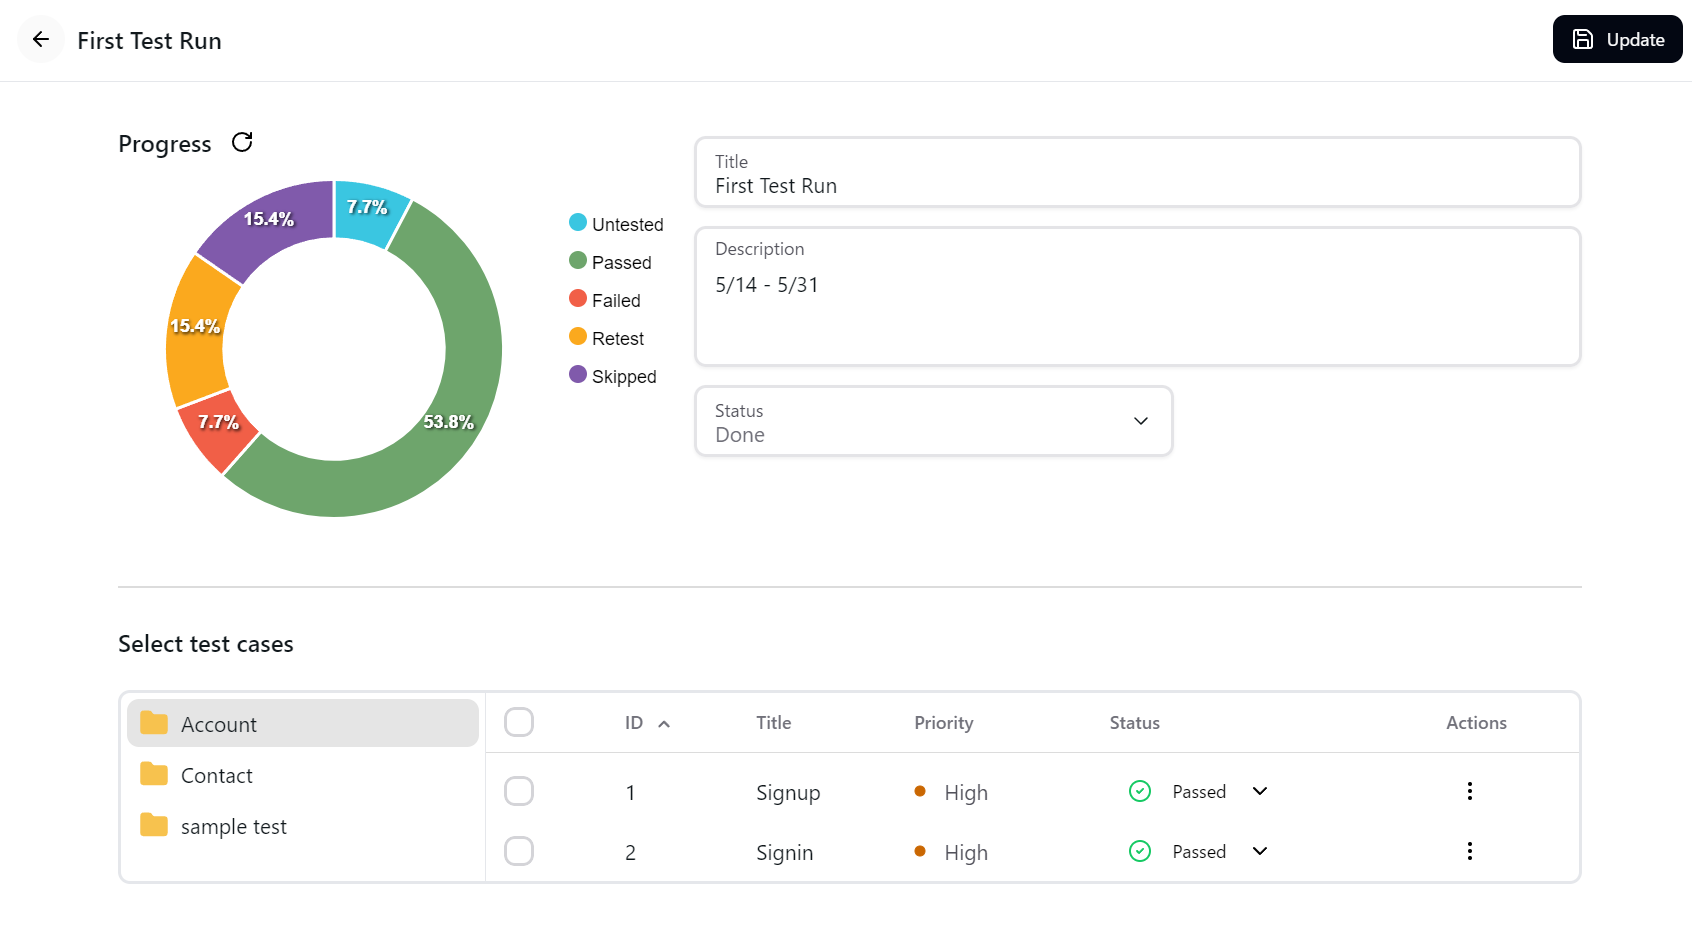 First Test Run
Update
Progress
7.7%
53.8%
7.7%
15.4%
15.4%
Untested
Passed
Failed
Retest
Skipped
Title
First Test Run
Description
5/14 - 5/31
Status
Done
Select test cases
Account
Contact
sample test
ID Title Priority Status Actions
1 Signup High Passed
2 Signin High Passed